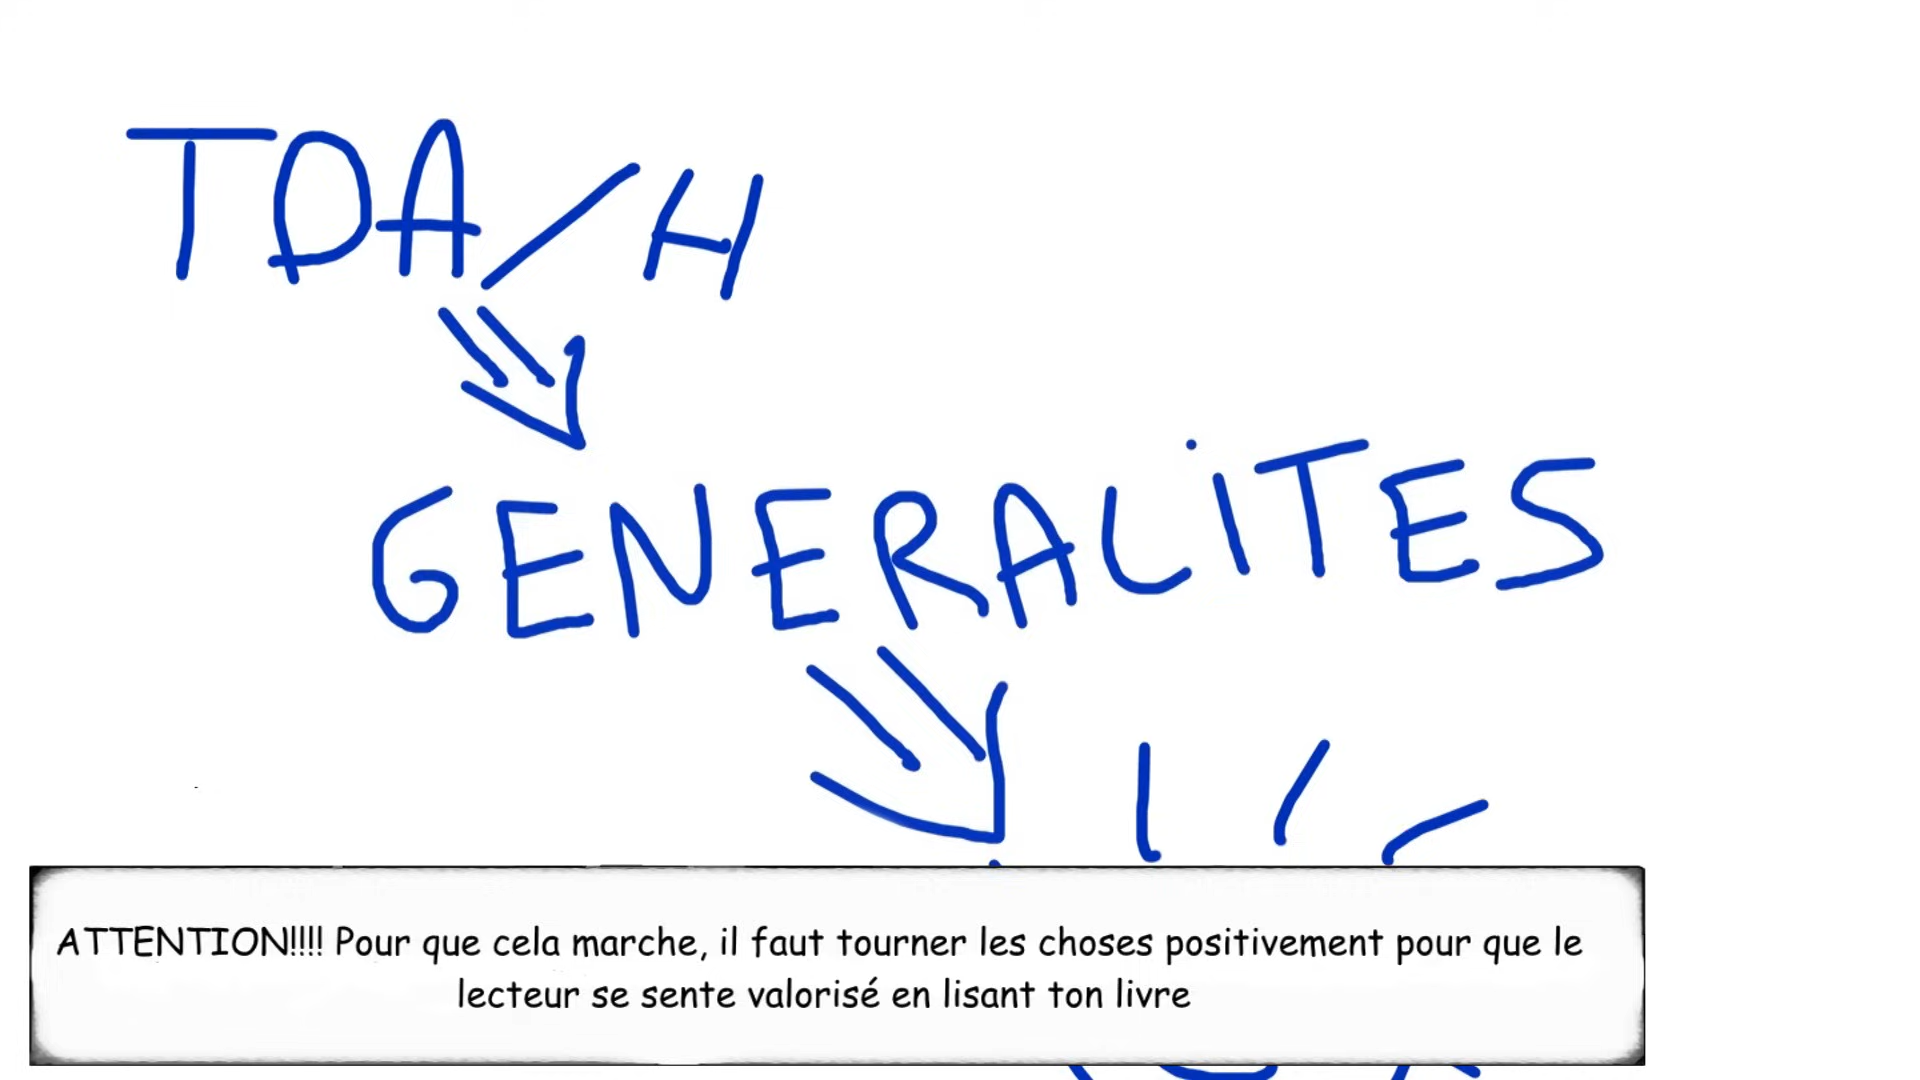 TDA/H
GENERALiTES
ATTENTION!!!! Pour que cela marche, il faut tourner les choses positivement pour que le
lecteur se sente valorisé en lisant ton livre